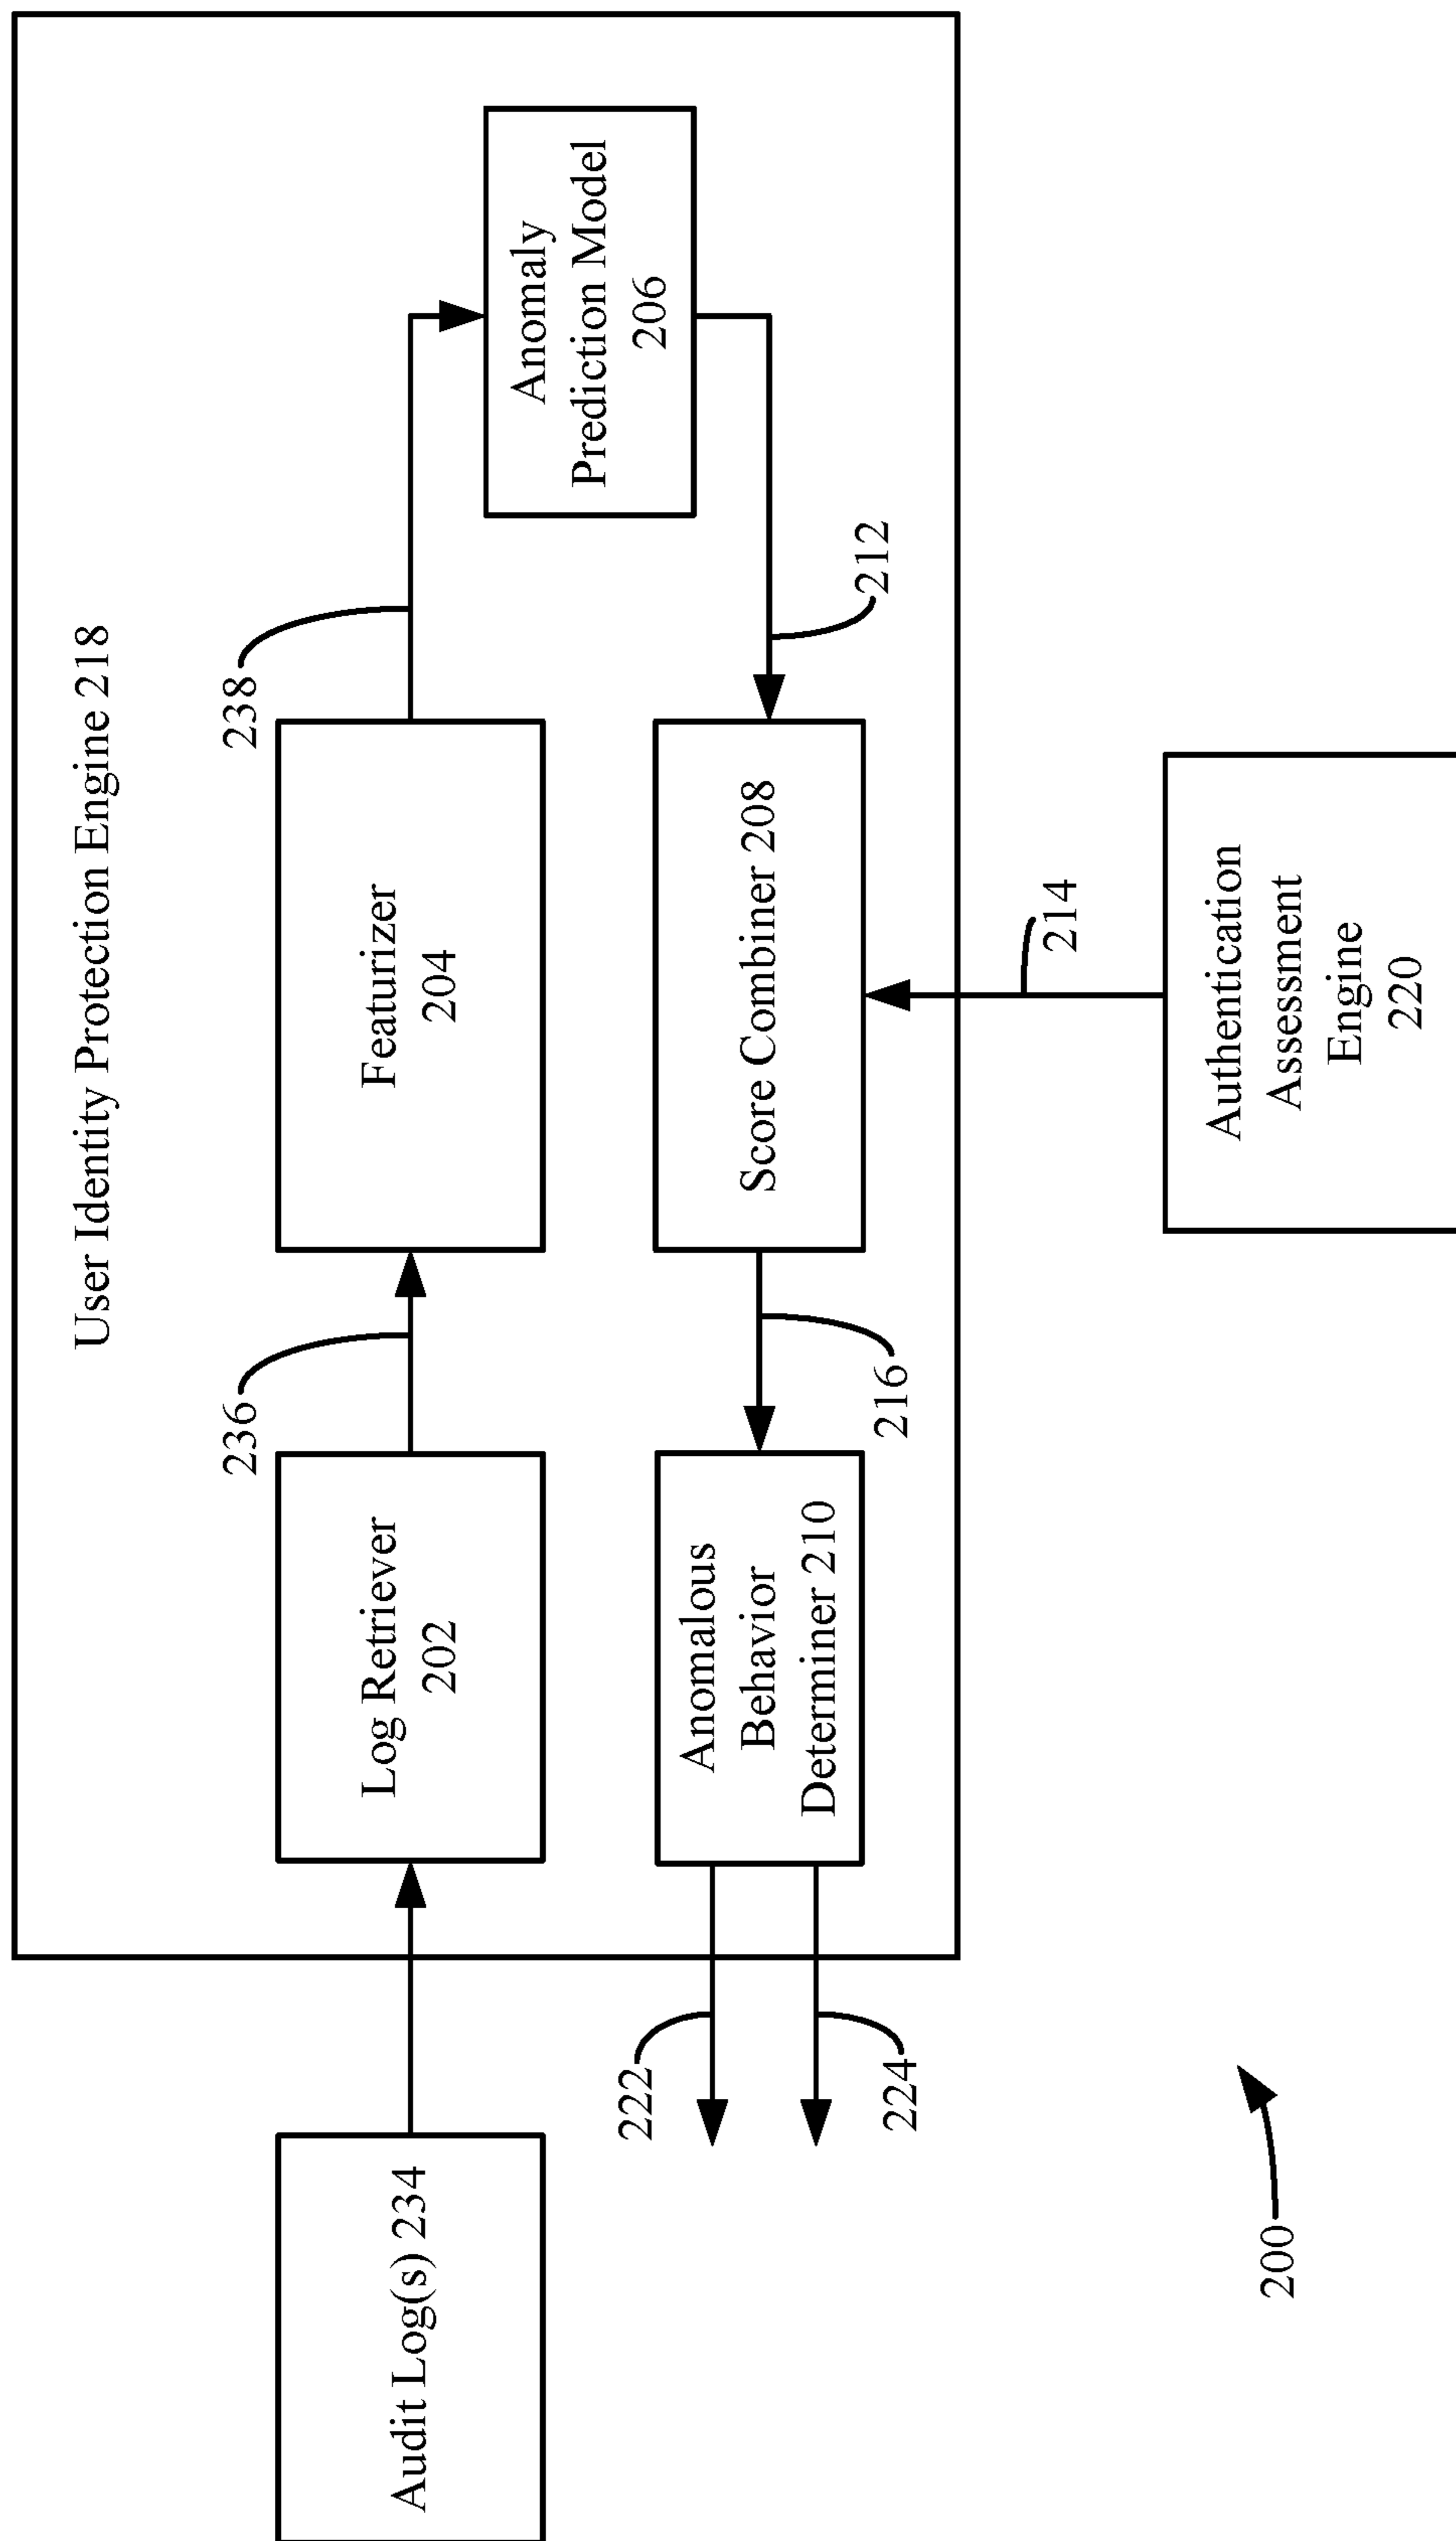 User Identity Protection Engine 218
Audit Log(s) 234
Log Retriever
202
236
Featurizer
204
238
Anomaly
Prediction Model
206
222
224
Anomalous
Behavior
Determiner 210
216
Score Combiner 208
212
214
Authentication
Assessment
Engine
220
200